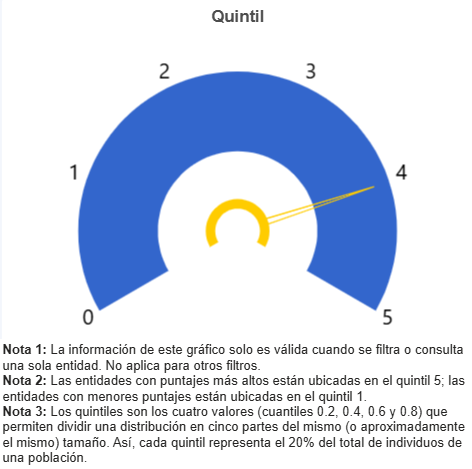 Quintil
2
3
1
4
0
5
Nota 1: La información de este gráfico solo es válida cuando se filtra o consulta
una sola entidad. No aplica para otros filtros.
Nota 2: Las entidades con puntajes más altos están ubicadas en el quintil 5; las
entidades con menores puntajes están ubicadas en el quintil 1.
Nota 3: Los quintiles son los cuatro valores (cuantiles 0.2, 0.4, 0.6 y 0.8) que
permiten dividir una distribución en cinco partes del mismo (o aproximadamente
el mismo) tamaño. Así, cada quintil representa el 20% del total de individuos de
una población.